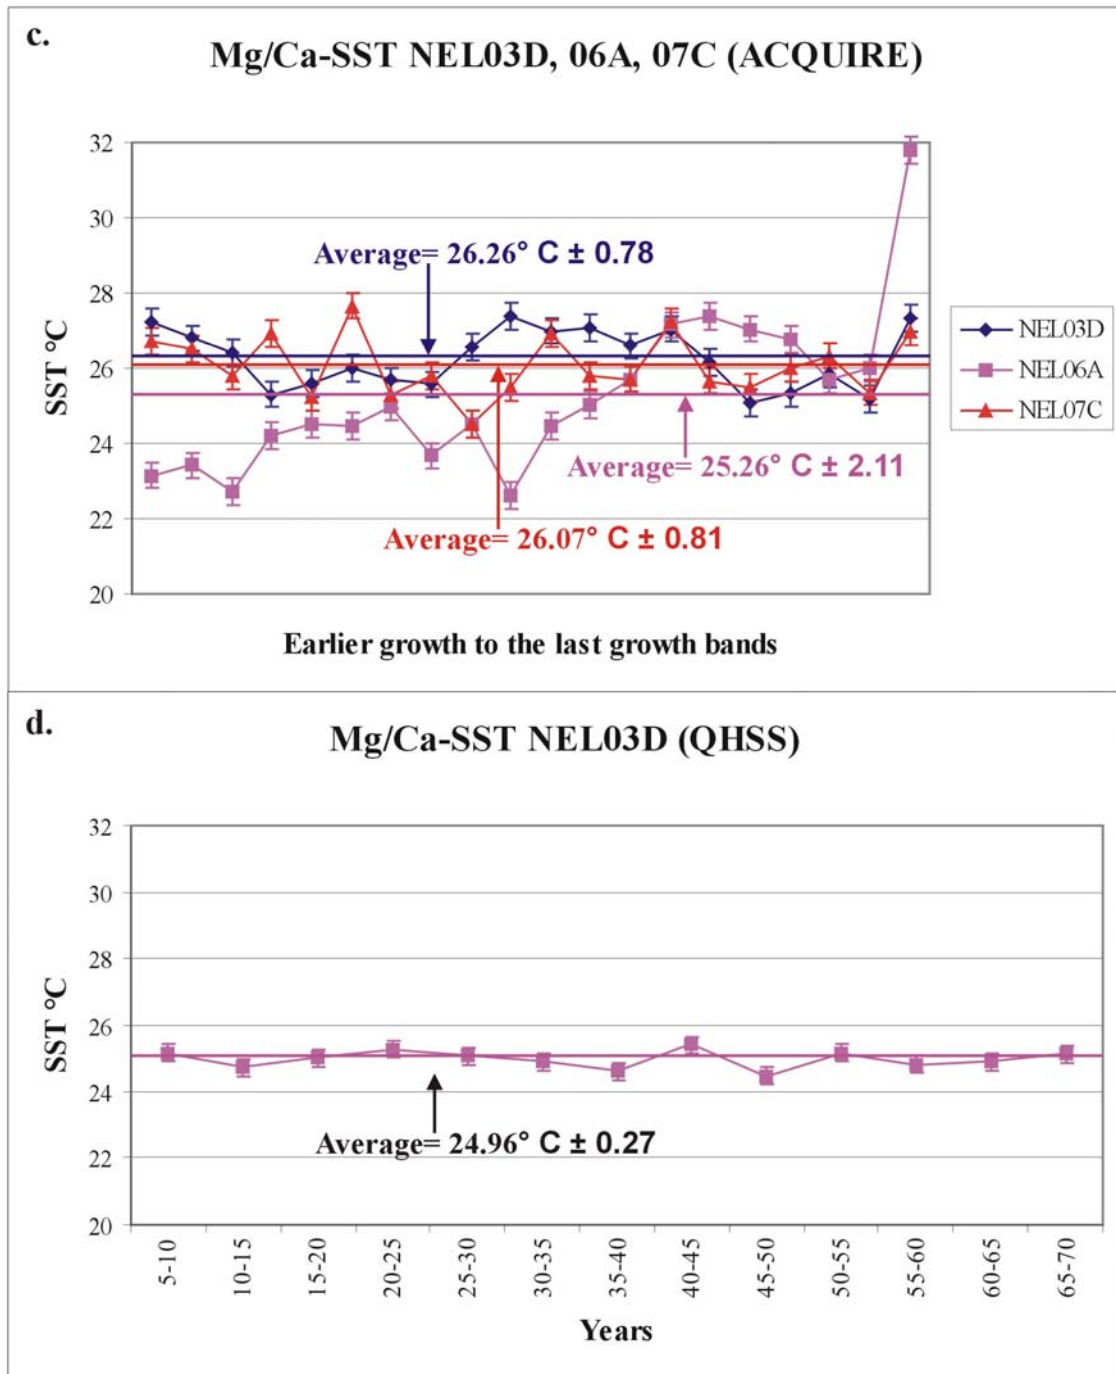 c.
Mg/Ca-SST NEL03D, 06A, 07C (ACQUIRE)
32
30
28
26
24
22
20
SST °C
Average= 26.26° C ± 0.78
Average= 25.26° C ± 2.11
Average= 26.07° C ± 0.81
NEL03D
NEL06A
NEL07C
Earlier growth to the last growth bands
d.
Mg/Ca-SST NEL03D (QHSS)
32
30
28
26
24
22
20
SST °C
Average= 24.96° C ± 0.27
5-10
10-15
15-20
20-25
25-30
30-35
35-40
40-45
45-50
50-55
55-60
60-65
65-70
Years